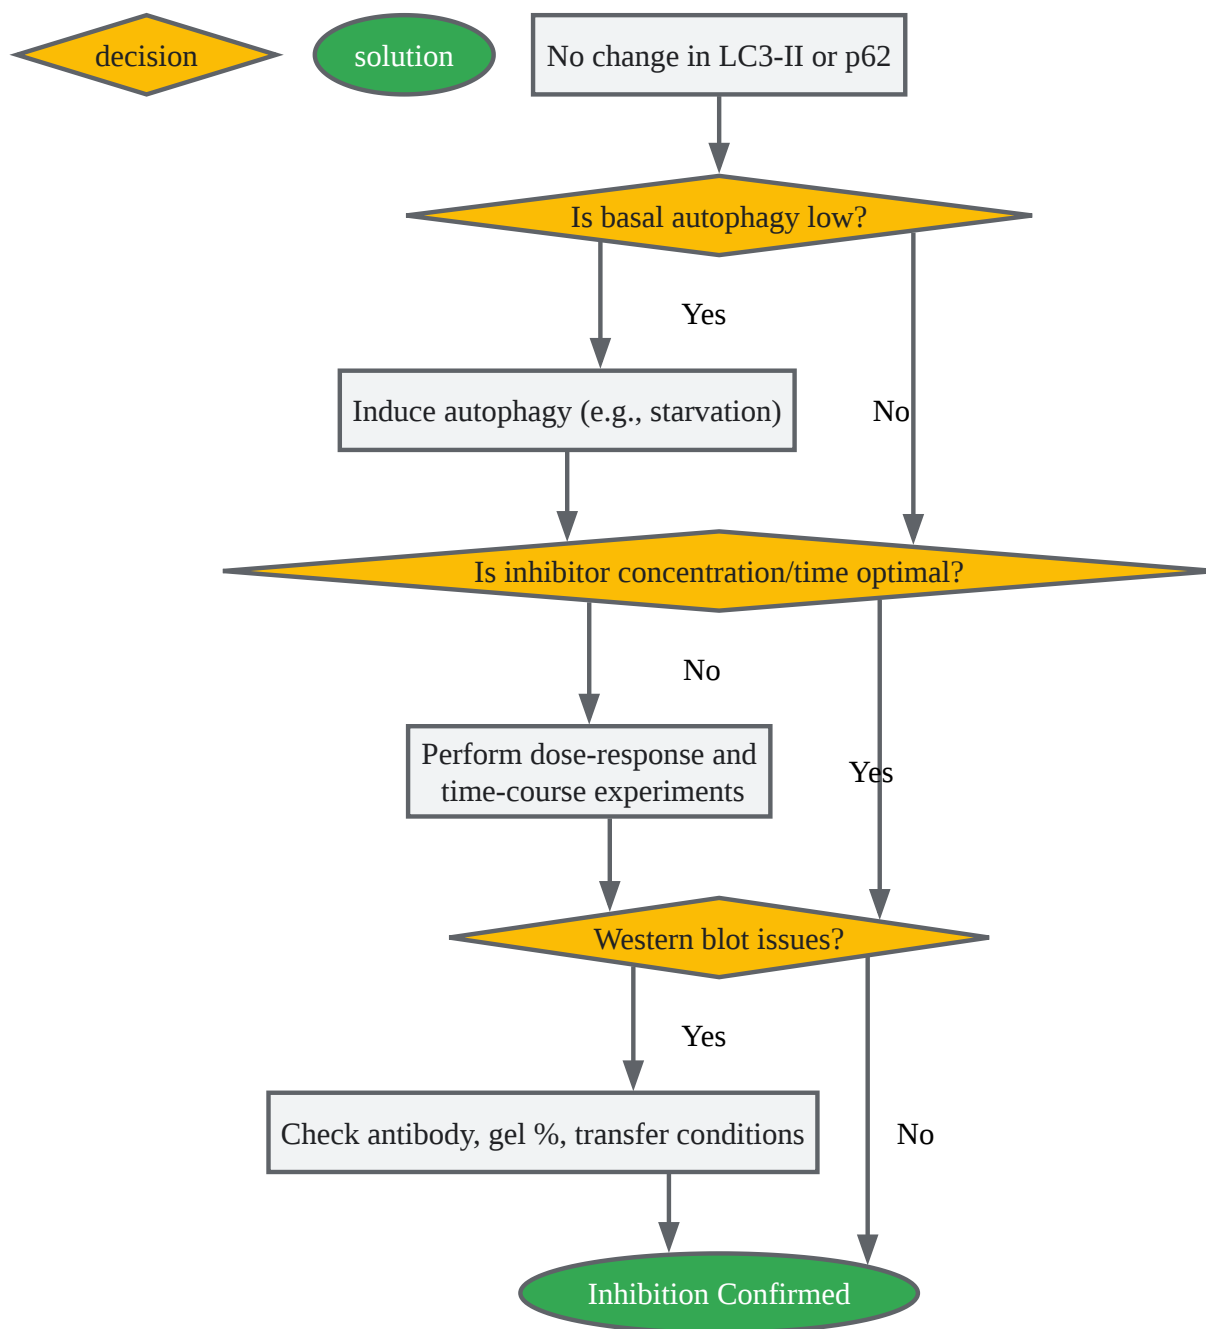 decision
solution
No change in LC3-II or p62
Is basal autophagy low?
Yes
Induce autophagy (e.g., starvation)
No
Is inhibitor concentration/time optimal?
No
Perform dose-response and
time-course experiments
Yes
Western blot issues?
Yes
Check antibody, gel %, transfer conditions
No
Inhibition Confirmed